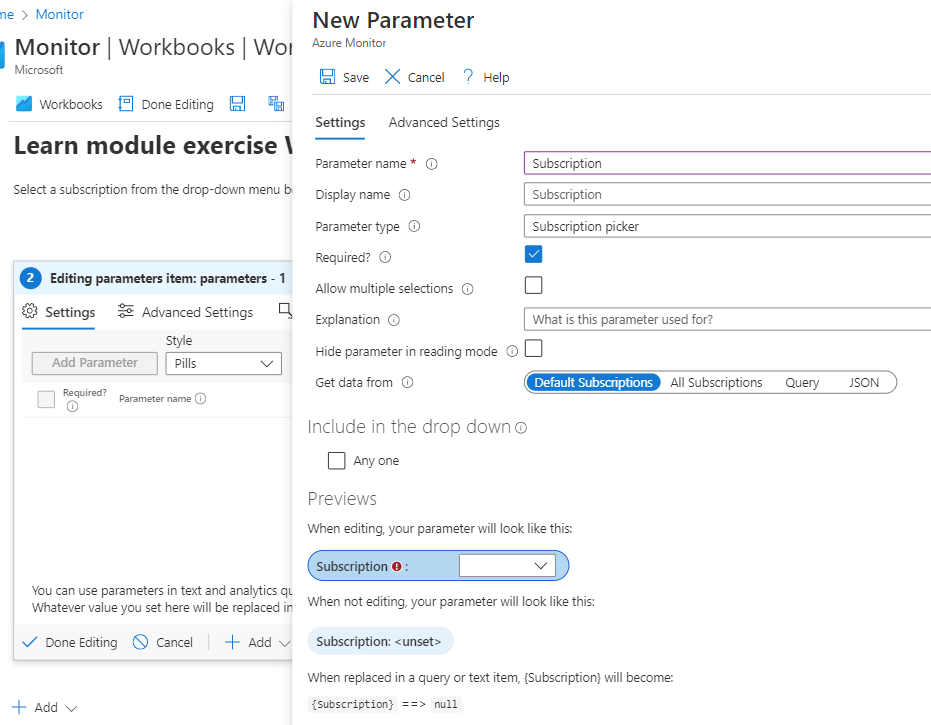 Monitor
Monitor | Workbooks |
Microsoft
Workbooks Done Editing
Learn module exercise
Select a subscription from the drop-down menu
2 Editing parameters item: parameters - 1
Settings Advanced Settings
Style
Add Parameter Pills
Required? Parameter name
You can use parameters in text and analytics
Whatever value you set here will be replaced in
Done Editing Cancel Add
Add
New Parameter
Azure Monitor
Save Cancel ? Help
Settings Advanced Settings
Parameter name * Subscription
Display name Subscription
Parameter type Subscription picker
Required?
Allow multiple selections
Explanation What is this parameter used for?
Hide parameter in reading mode
Get data from Default Subscriptions All Subscriptions Query JSON
Include in the drop down
Any one
Previews
When editing, your parameter will look like this:
Subscription :
When not editing, your parameter will look like this:
Subscription: <unset>
When replaced in a query or text item, {Subscription} will become:
{Subscription} ==> null